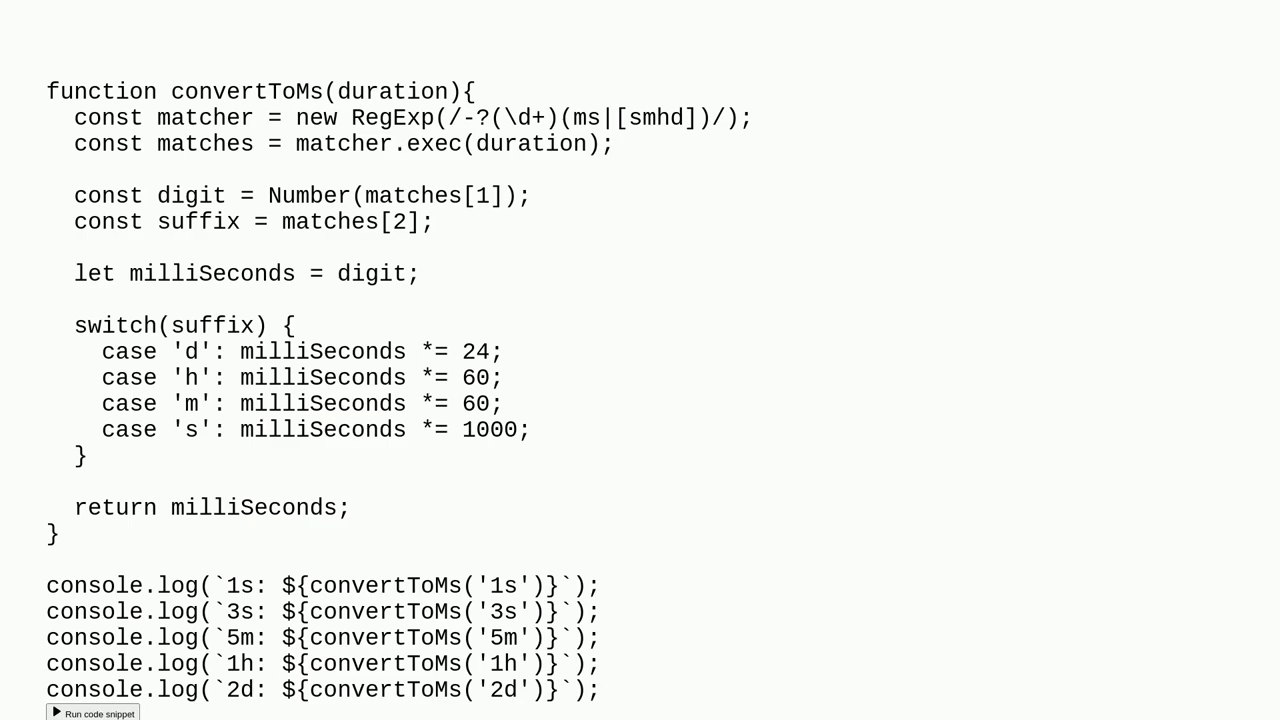 function convertToMs(duration){
  const matcher = new RegExp(/-?(\d+)(ms|[smhd])/);
  const matches = matcher.exec(duration);

  const digit = Number(matches[1]);
  const suffix = matches[2];

  let milliSeconds = digit;

  switch(suffix) {
    case 'd': milliSeconds *= 24;
    case 'h': milliSeconds *= 60;
    case 'm': milliSeconds *= 60;
    case 's': milliSeconds *= 1000;
  }

  return milliSeconds;
}

console.log(`1s: ${convertToMs('1s')}`);
console.log(`3s: ${convertToMs('3s')}`);
console.log(`5m: ${convertToMs('5m')}`);
console.log(`1h: ${convertToMs('1h')}`);
console.log(`2d: ${convertToMs('2d')}`);
Run code snippet